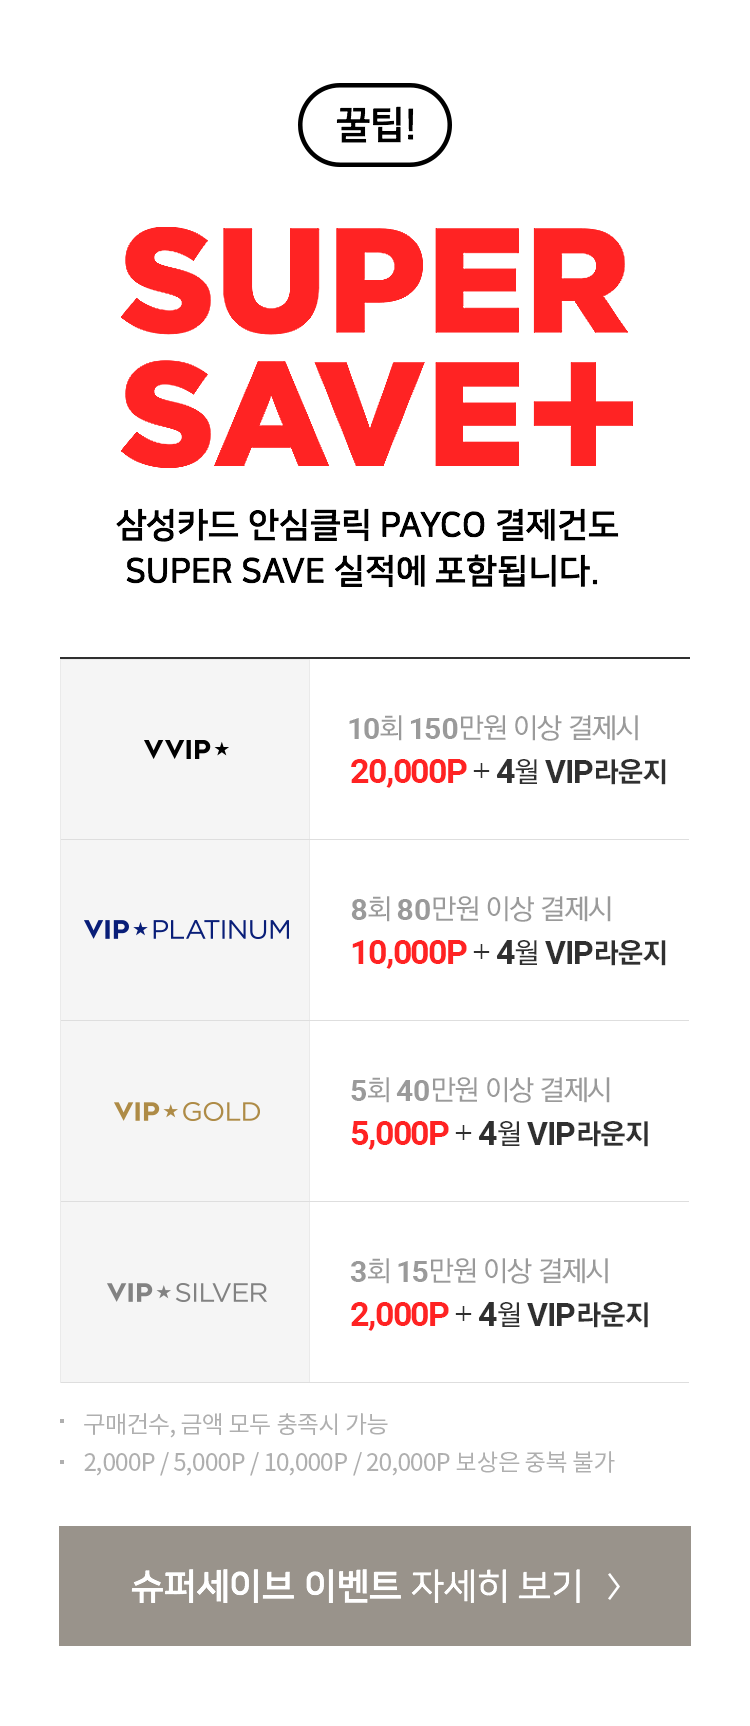 꿀팁!
SUPER
SAVE+
삼성카드 안심클릭 PAYCO 결제건도
SUPER SAVE 실적에 포함됩니다.
VVIP★
10회 150만원 이상 결제시
20,000P + 4월 VIP라운지
VIP★PLATINUM
8회 80만원 이상 결제시
10,000P + 4월 VIP라운지
VIP★GOLD
5회 40만원 이상 결제시
5,000P + 4월 VIP라운지
VIP★SILVER
3회 15만원 이상 결제시
2,000P + 4월 VIP라운지
· 구매건수, 금액 모두 충족시 가능
· 2,000P / 5,000P / 10,000P / 20,000P 보상은 중복 불가
슈퍼세이브 이벤트 자세히 보기 >